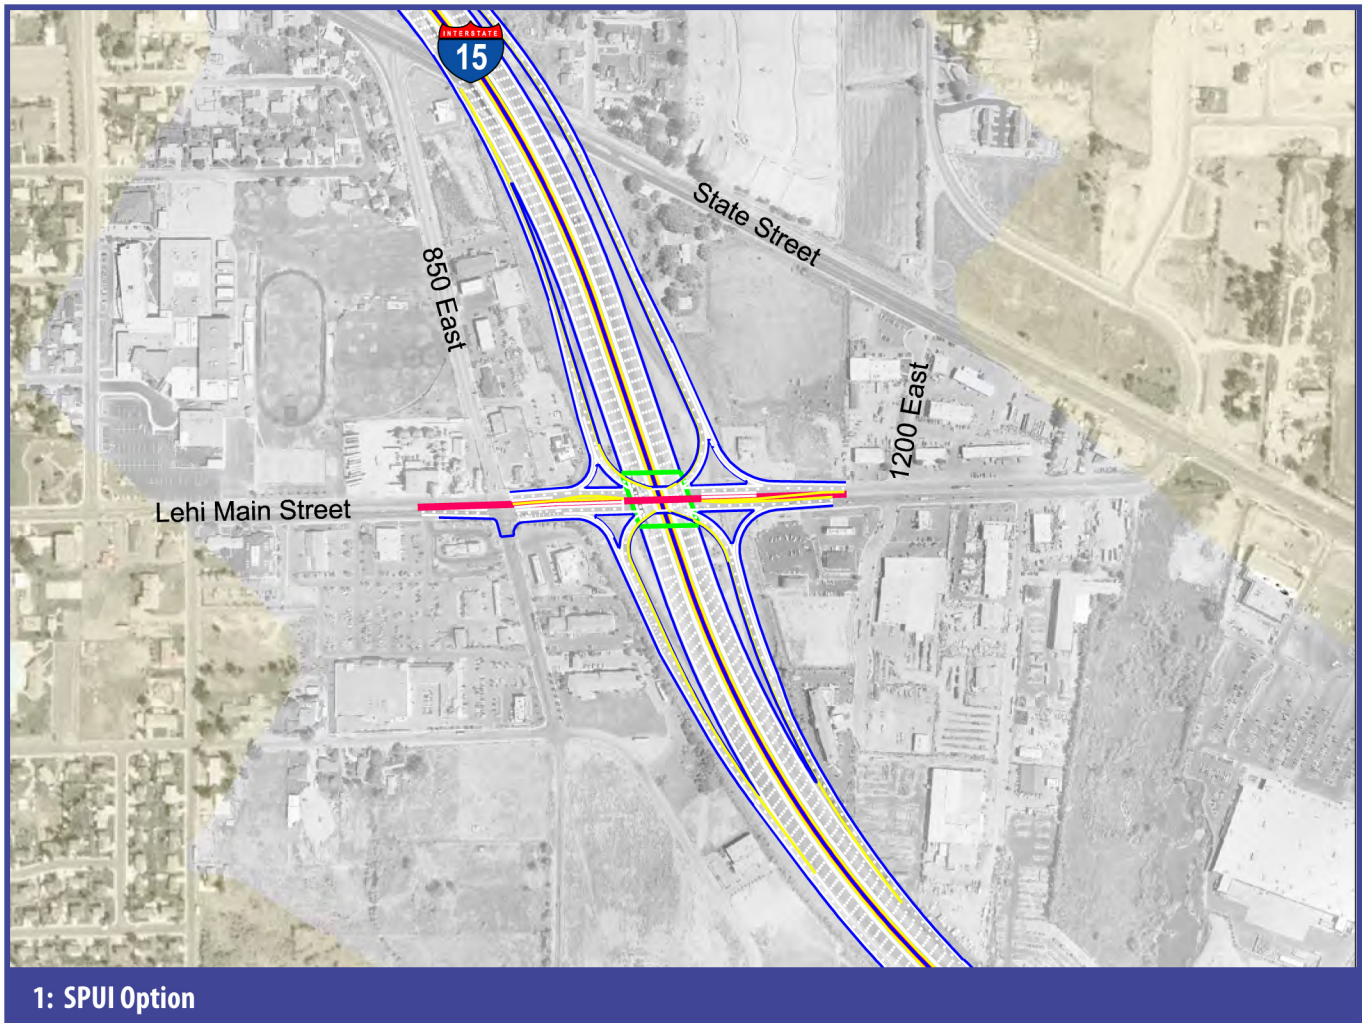 INTERSTATE
15
State Street
850 East
1200 East
Lehi Main Street
1: SPUI Option